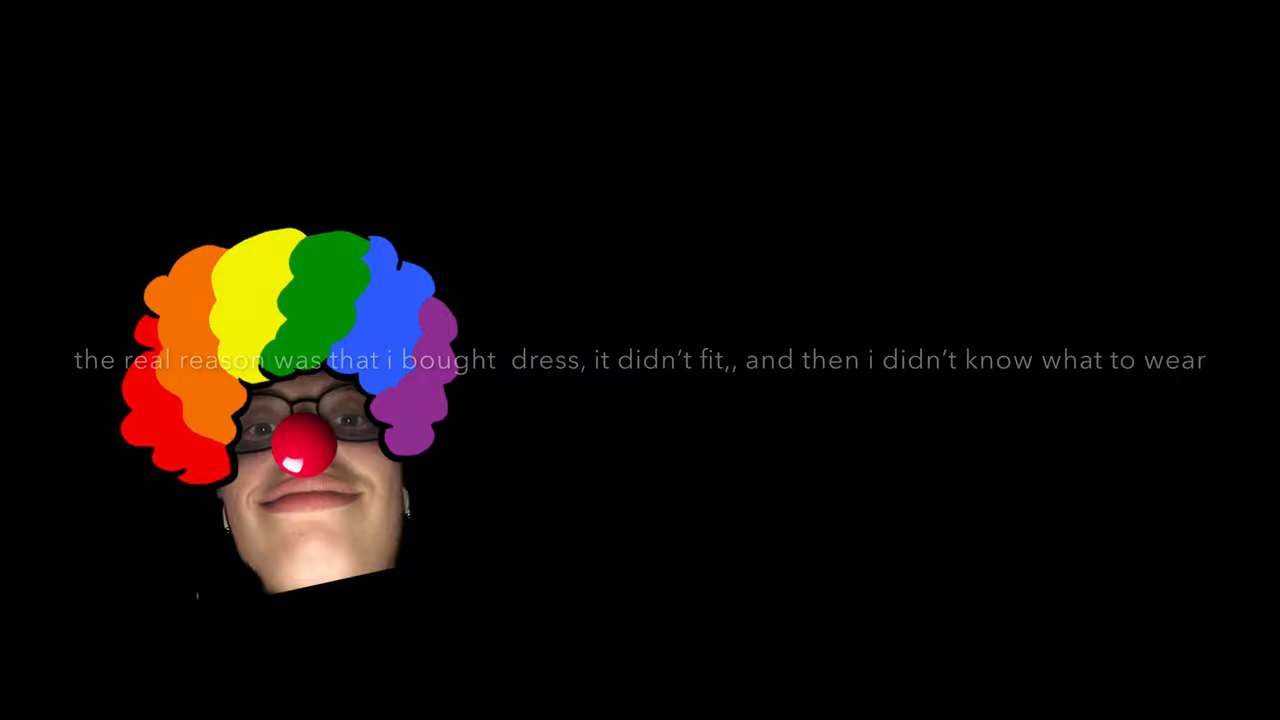 the real reason was that i bought  dress, it didn’t fit,, and then i didn’t know what to wear